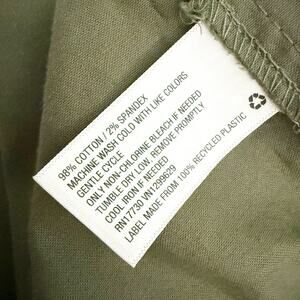 98% COTTON / 2% SPANDEX
MACHINE WASH COLD WITH LIKE COLORS
GENTLE CYCLE
ONLY NON-CHLORINE BLEACH IF NEEDED
TUMBLE DRY LOW, REMOVE PROMPTLY
COOL IRON IF NEEDED
RN17730 VN1299629
LABEL MADE FROM 100% RECYCLED PLASTIC